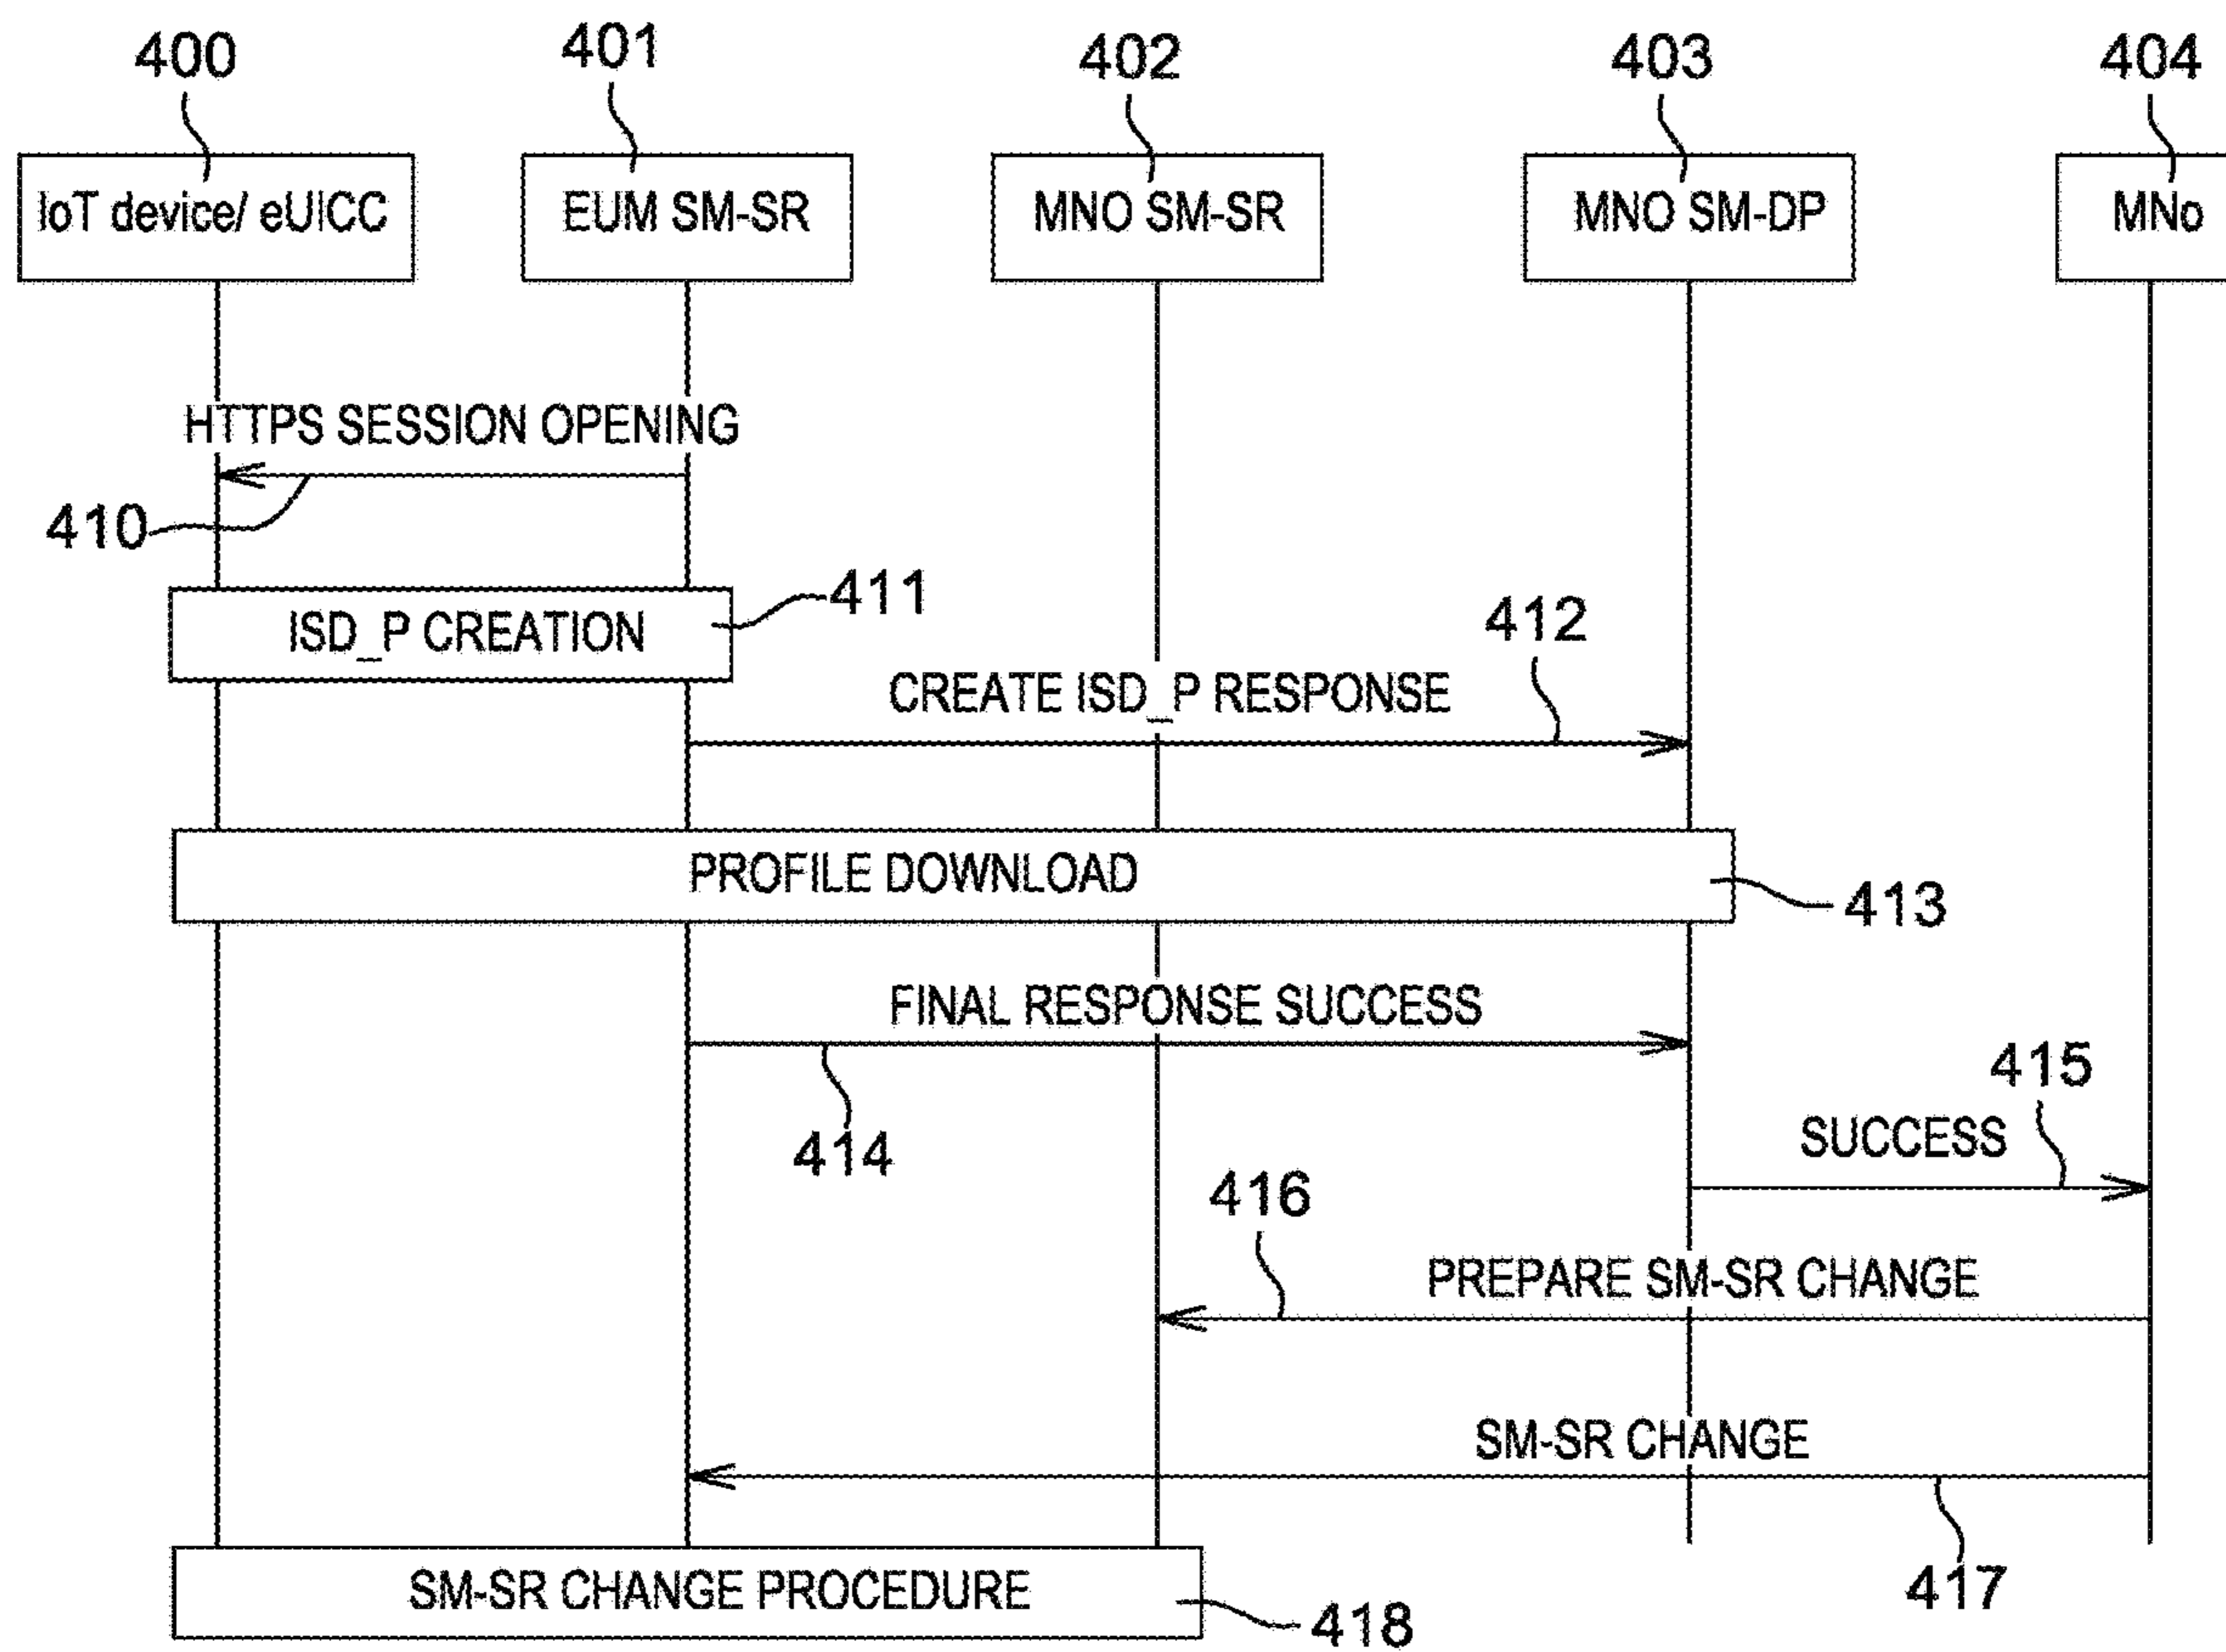 400
401
402
403
404
IoT device/ eUICC
EUM SM-SR
MNO SM-SR
MNO SM-DP
MNo
HTTPS SESSION OPENING
410
ISD_P CREATION
411
412
CREATE ISD_P RESPONSE
PROFILE DOWNLOAD
413
FINAL RESPONSE SUCCESS
414
415
SUCCESS
416
PREPARE SM-SR CHANGE
SM-SR CHANGE
417
SM-SR CHANGE PROCEDURE
418